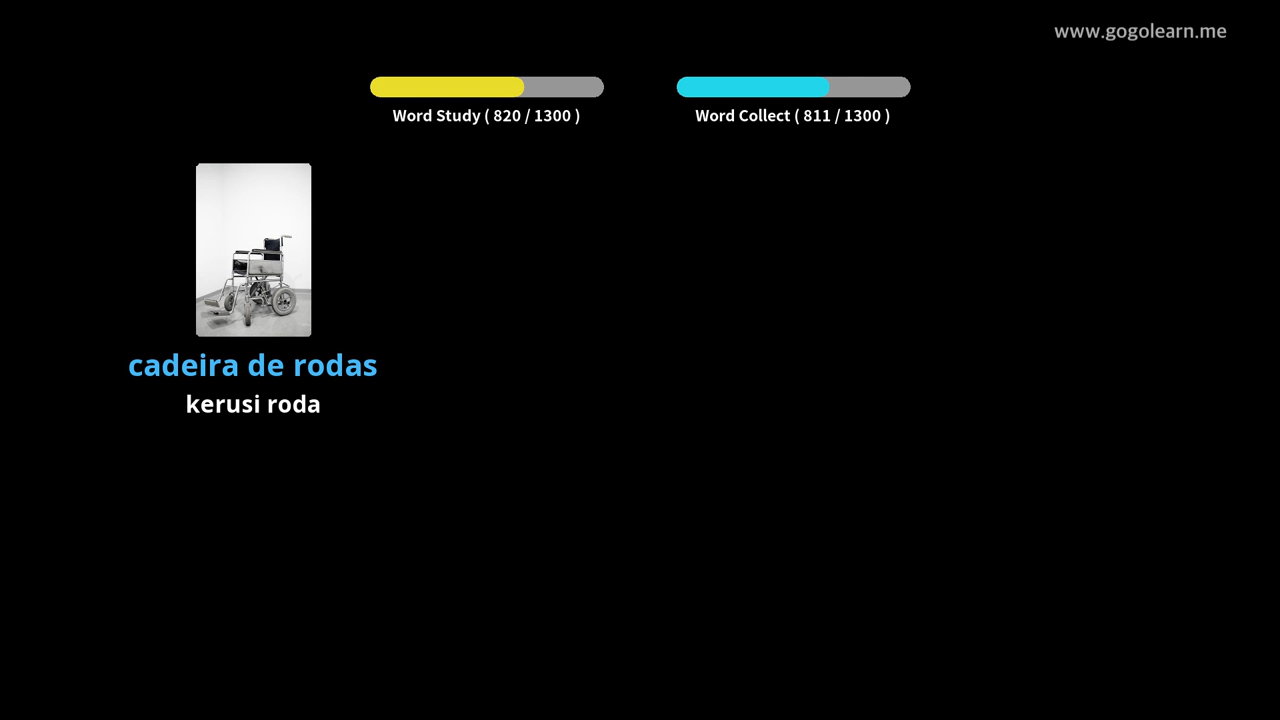 www.gogolearn.me
Word Study ( 820 / 1300 )
Word Collect ( 811 / 1300 )
cadeira de rodas
kerusi roda